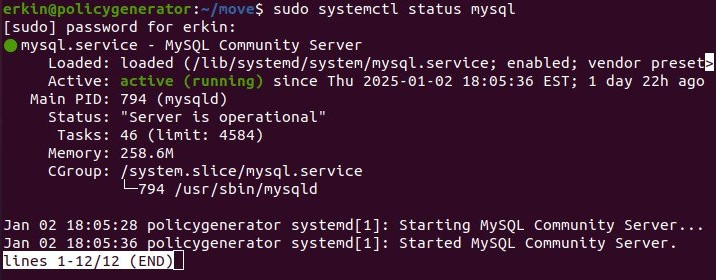 erkin@policygenerator:~/move$ sudo systemctl status mysql
[sudo] password for erkin:
● mysql.service - MySQL Community Server
     Loaded: loaded (/lib/systemd/system/mysql.service; enabled; vendor preset>
     Active: active (running) since Thu 2025-01-02 18:05:36 EST; 1 day 22h ago
   Main PID: 794 (mysqld)
     Status: "Server is operational"
      Tasks: 46 (limit: 4584)
     Memory: 258.6M
     CGroup: /system.slice/mysql.service
             └─794 /usr/sbin/mysqld

Jan 02 18:05:28 policygenerator systemd[1]: Starting MySQL Community Server...
Jan 02 18:05:36 policygenerator systemd[1]: Started MySQL Community Server.
lines 1-12/12 (END)